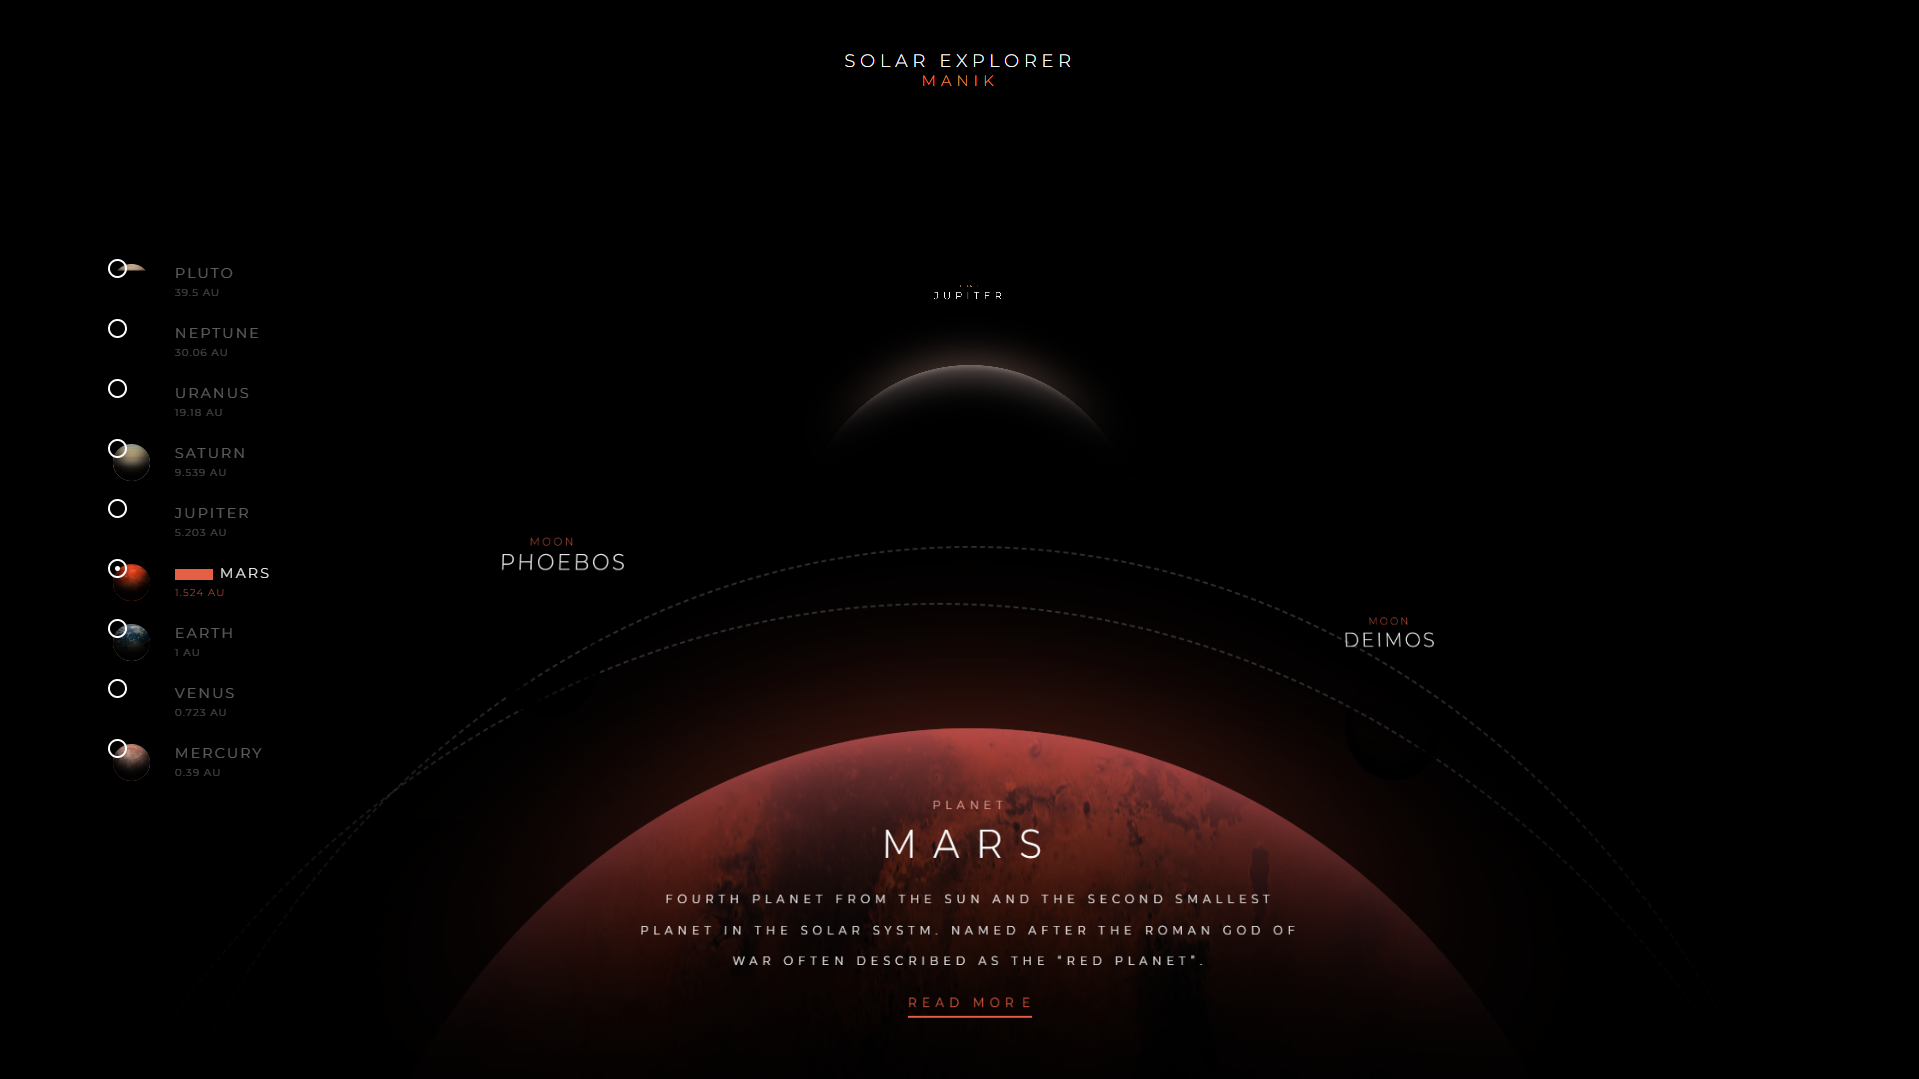 SOLAR EXPLORER
MANIK
PLUTO
39.5 AU
NEPTUNE
30.06 AU
URANUS
19.18 AU
SATURN
9.539 AU
JUPITER
5.203 AU
MARS
1.524 AU
EARTH
1 AU
VENUS
0.723 AU
MERCURY
0.39 AU
JUPITER
MOON
PHOEBOS
MOON
DEIMOS
PLANET
MARS
FOURTH PLANET FROM THE SUN AND THE SECOND SMALLEST
PLANET IN THE SOLAR SYSTM. NAMED AFTER THE ROMAN GOD OF
WAR OFTEN DESCRIBED AS THE "RED PLANET".
READ MORE